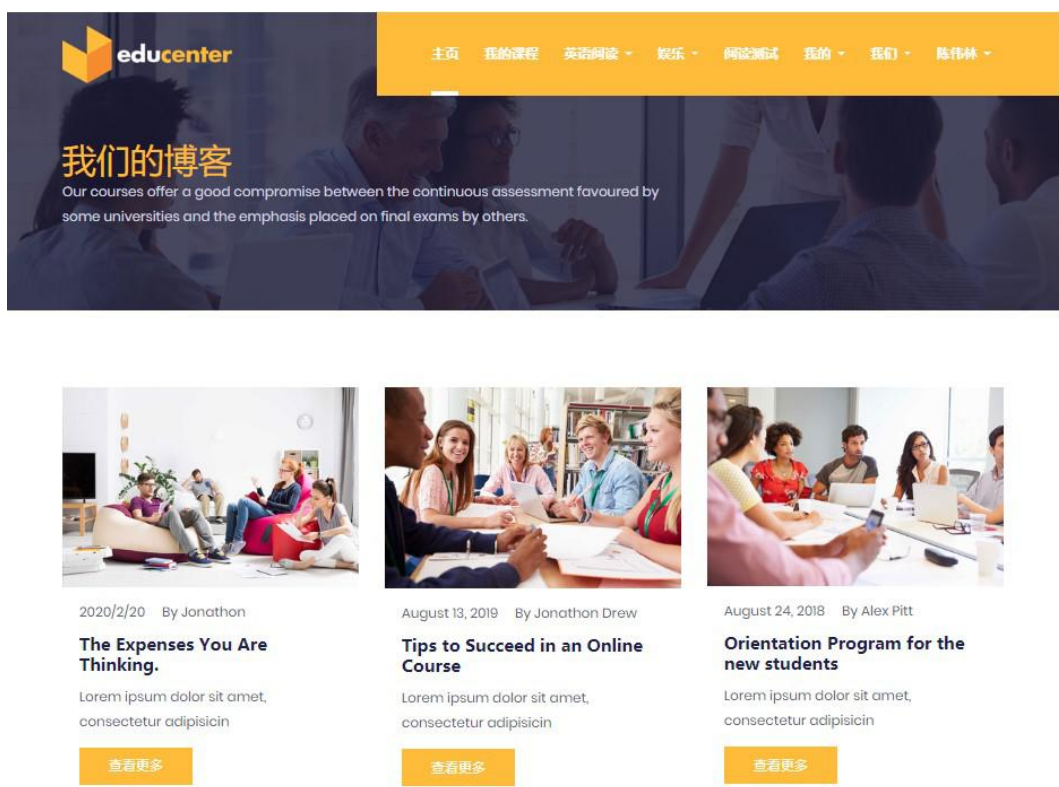 educenter
主页 我的课程 英语阅读 娱乐 阅读测试 我的 我们 陈伟林
我们的博客
Our courses offer a good compromise between the continuous assessment favoured by
some universities and the emphasis placed on final exams by others.
2020/2/20 By Jonathon
The Expenses You Are
Thinking.
Lorem ipsum dolor sit amet,
consectetur adipisicin
查看更多
August 13, 2019 By Jonathon Drew
Tips to Succeed in an Online
Course
Lorem ipsum dolor sit amet,
consectetur adipisicin
查看更多
August 24, 2018 By Alex Pitt
Orientation Program for the
new students
Lorem ipsum dolor sit amet,
consectetur adipisicin
查看更多